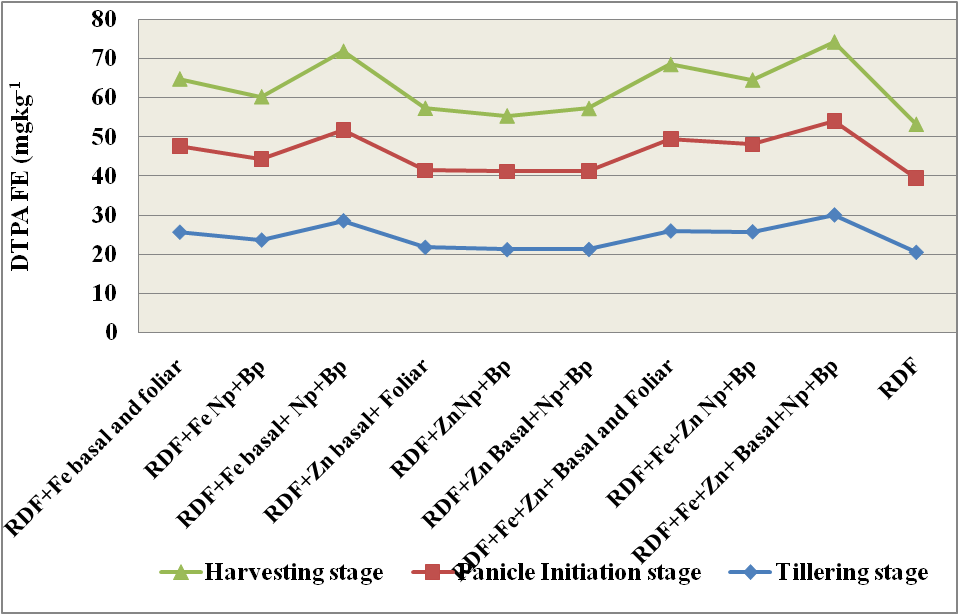 DTPA FE (mgkg-1
80
70
60
50
40
30
20
10
0
RDF+Fe basal and foliar
RDF+Fe Np+Bp
RDF+Fe basal+ Np+Bp
RDF+Zn basal+ Foliar
RDF+ZnNp+Bp
RDF+Zn Basal+Np+Bp
RDF+Fe+Zn+ Basal and Foliar
RDF+Fe+Zn Np+Bp
RDF+Fe+Zn+ Basal+Np+Bp
RDF
Harvesting stage
Panicle Initiation stage
Tillering stage